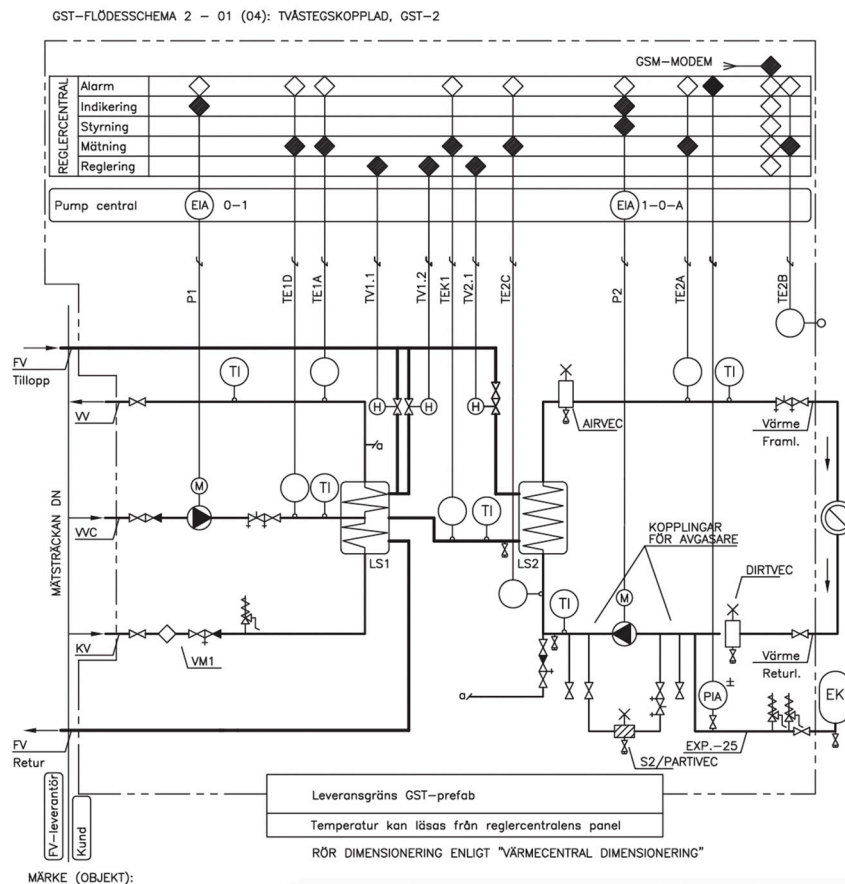 GST-FLÖDESSCHEMA 2 - 01 (04): TVÅSTEGSKOPPLAD, GST-2
GSM-MODEM
REGLERCENTRAL
Alarm
Indikering
Styrning
Mätning
Reglering
Pump central
EIA 0-1
EIA 1-0-A
P1
TE1D
TE1A
TV1.1
TV1.2
TEK1
TV2.1
TE2C
P2
TE2A
TE2B
FV
Tillopp
TI
H
H
H
TI
VV
a
AIRVEC
Värme
Framl.
MÄTSTRÄCKAN DN
M
TI
TI
VVC
LS1
LS2
KOPPLINGAR
FÖR AVGASARE
DIRTVEC
TI
M
KV
VM1
Värme
Returl.
a
PIA
±
EK
EXP.-25
S2/PARTIVEC
FV
Retur
FV-leverantör
Kund
Leveransgräns GST-prefab
Temperatur kan läsas från reglercentralens panel
RÖR DIMENSIONERING ENLIGT "VÄRMECENTRAL DIMENSIONERING"
MÄRKE (OBJEKT):